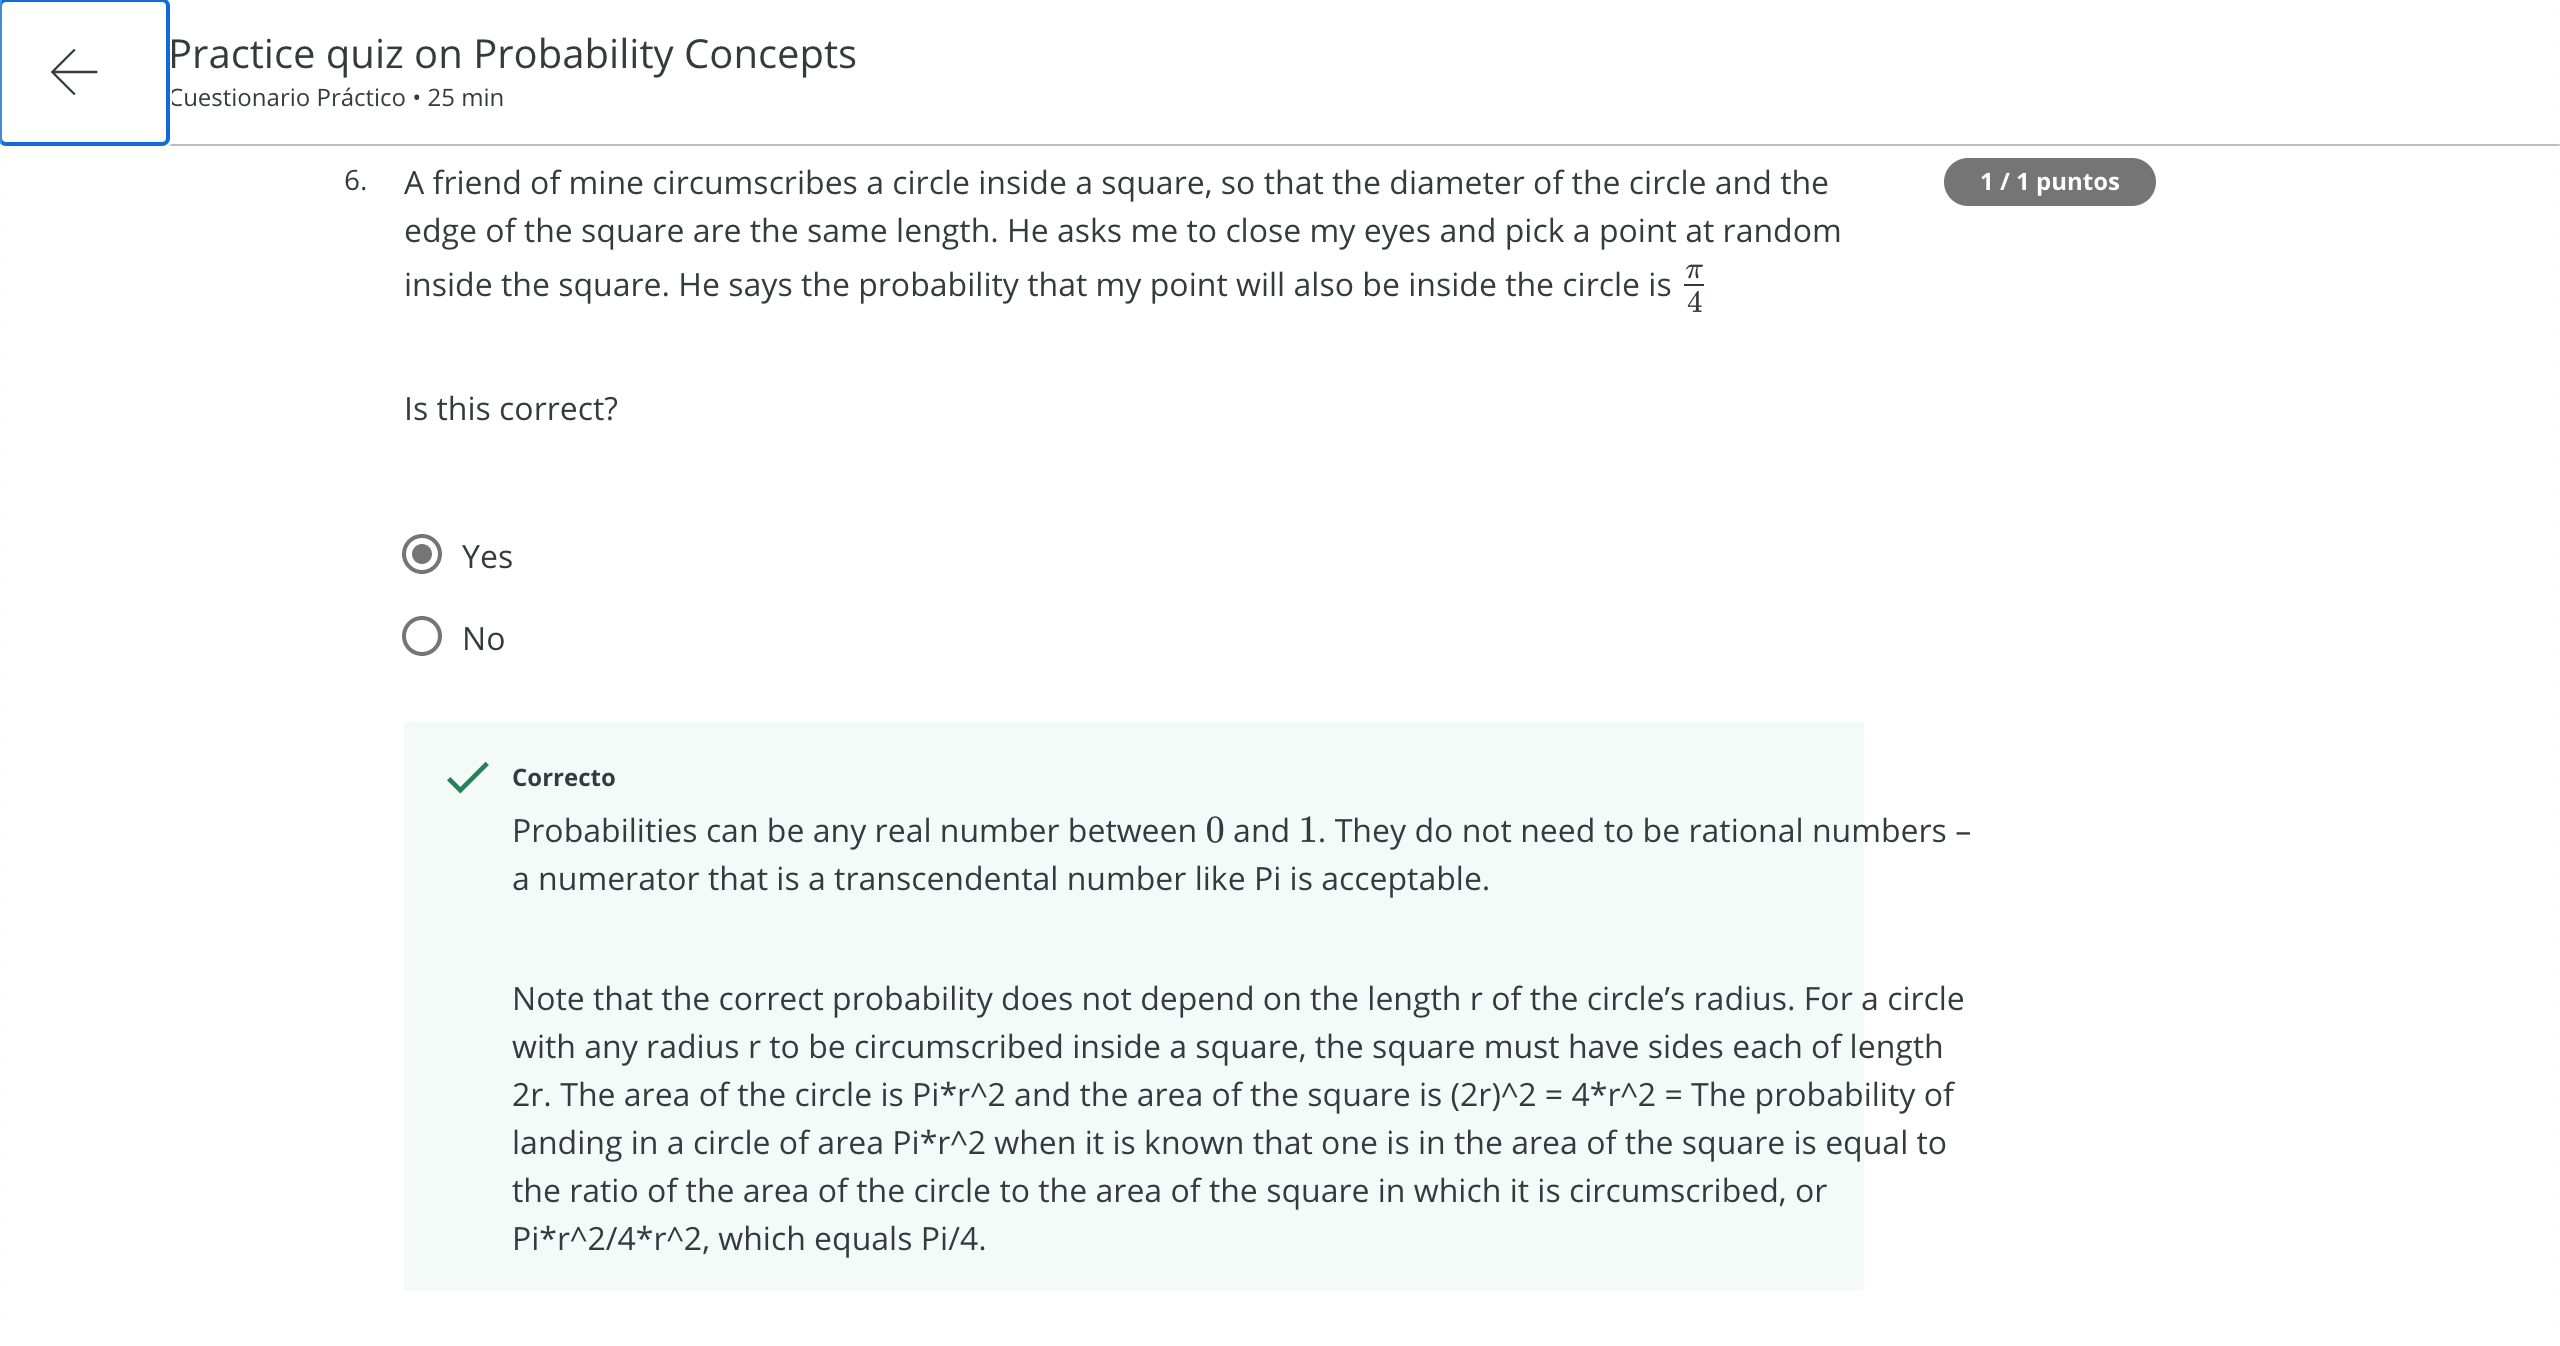 Practice quiz on Probability Concepts
Cuestionario Práctico • 25 min
6. A friend of mine circumscribes a circle inside a square, so that the diameter of the circle and the
1 / 1 puntos
edge of the square are the same length. He asks me to close my eyes and pick a point at random
inside the square. He says the probability that my point will also be inside the circle is π/4
Is this correct?
Yes
No
Correcto
Probabilities can be any real number between 0 and 1. They do not need to be rational numbers –
a numerator that is a transcendental number like Pi is acceptable.
Note that the correct probability does not depend on the length r of the circle’s radius. For a circle
with any radius r to be circumscribed inside a square, the square must have sides each of length
2r. The area of the circle is Pi*r^2 and the area of the square is (2r)^2 = 4*r^2 = The probability of
landing in a circle of area Pi*r^2 when it is known that one is in the area of the square is equal to
the ratio of the area of the circle to the area of the square in which it is circumscribed, or
Pi*r^2/4*r^2, which equals Pi/4.